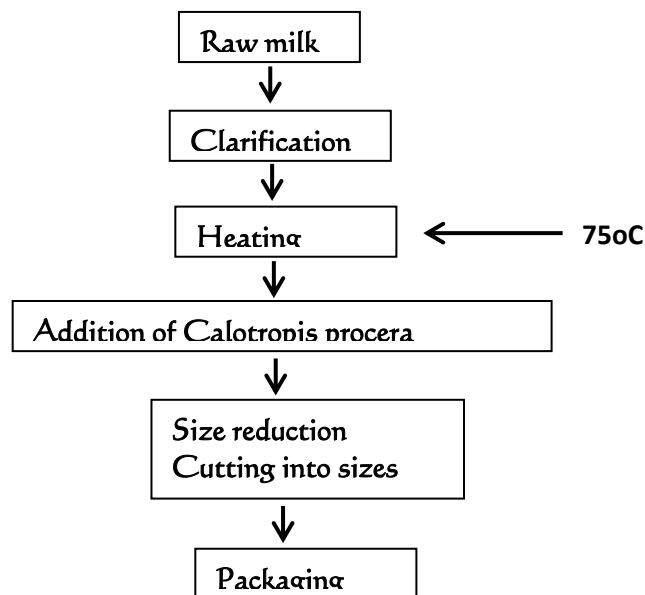 Raw milk
Clarification
Heating
75oC
Addition of Calotropis procera
Size reduction
Cutting into sizes
Packaging